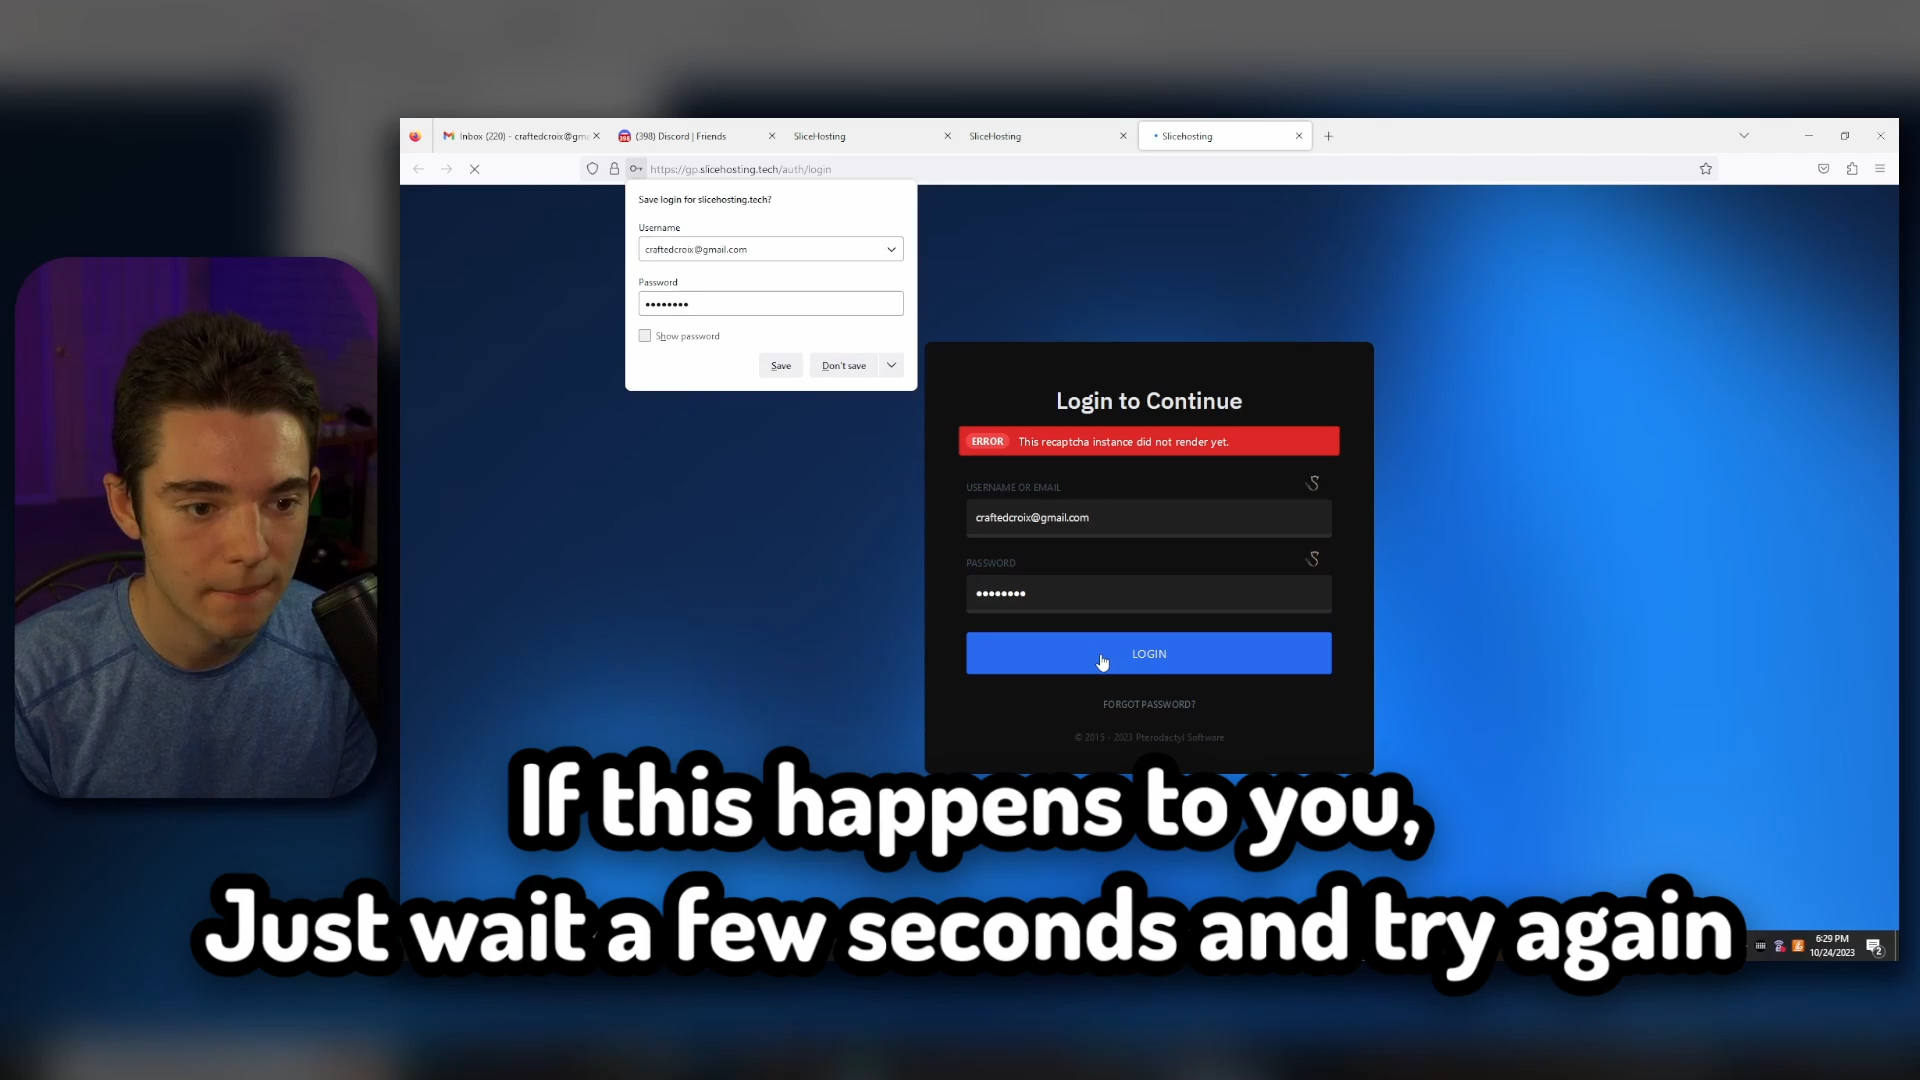 Inbox (220) - craftedcroix@gma
(398) Discord | Friends
SliceHosting
SliceHosting
Slicehosting
https://gp.slicehosting.tech/auth/login
Save login for slicehosting.tech?
Username
craftedcroix@gmail.com
Password
••••••••
Show password
Save
Don't save
Login to Continue
ERROR This recaptcha instance did not render yet.
USERNAME OR EMAIL
craftedcroix@gmail.com
PASSWORD
••••••••
LOGIN
FORGOT PASSWORD?
© 2015 - 2023 Pterodactyl Software
If this happens to you,
Just wait a few seconds and try again
6:29 PM
10/24/2023
2